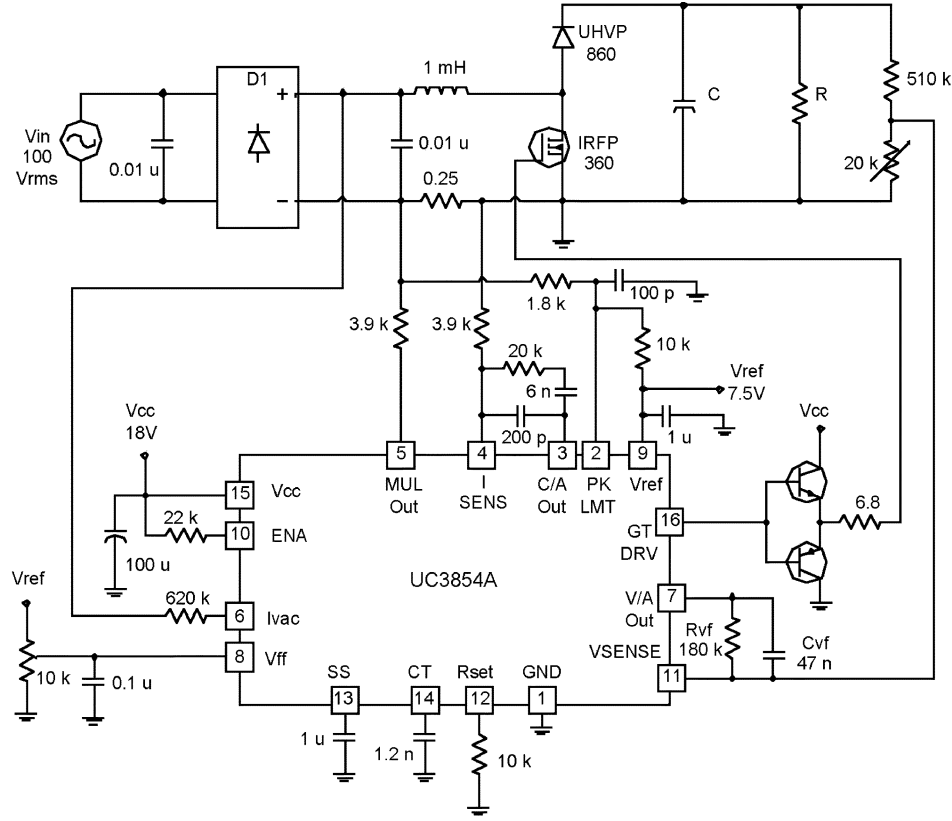 UHVP
860
D1
1 mH
+
510 k
C
R
Vin
100
Vrms
0.01 u
0.01 u
IRFP
360
20 k
0.25
−
100 p
1.8 k
3.9 k
3.9 k
10 k
20 k
6 n
Vref
7.5V
200 p
1 u
Vcc
18V
Vcc
5
4
3
2
9
MUL
Out
I
SENS
C/A
Out
PK
LMT
Vref
15
Vcc
22 k
10
ENA
100 u
16
GT
DRV
6.8
UC3854A
Vref
620 k
6
Ivac
7
V/A
Out
Rvf
180 k
Cvf
47 n
8
Vff
VSENSE
11
10 k
0.1 u
SS
CT
Rset
GND
13
14
12
1
1 u
1.2 n
10 k